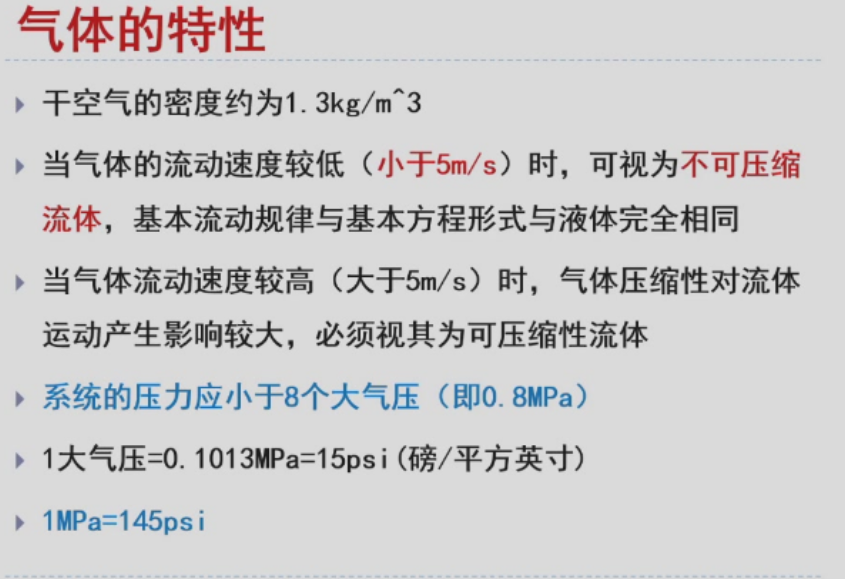 气体的特性
干空气的密度约为1.3kg/m^3
当气体的流动速度较低（小于5m/s）时，可视为不可压缩
流体，基本流动规律与基本方程形式与液体完全相同
当气体流动速度较高（大于5m/s）时，气体压缩性对流体
运动产生影响较大，必须视其为可压缩性流体
系统的压力应小于8个大气压（即0.8MPa）
1大气压=0.1013MPa=15psi(磅/平方英寸)
1MPa=145psi